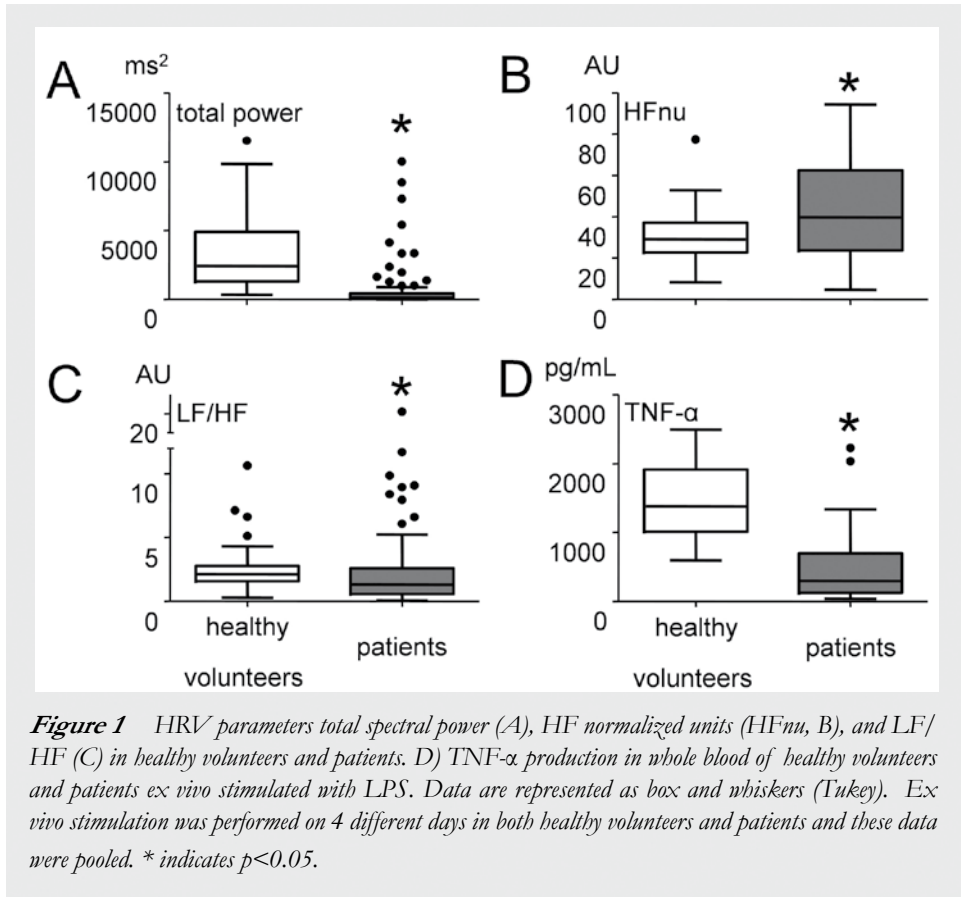 A
ms²
total power
*
15000
10000
5000
0
B
AU
HFnu
*
100
80
60
40
20
0
C
AU
LF/HF
*
20
10
5
0
healthy
volunteers
patients
D
pg/mL
TNF-α
*
3000
2000
1000
0
healthy
volunteers
patients
Figure 1 HRV parameters total spectral power (A), HF normalized units (HFnu, B), and LF/
HF (C) in healthy volunteers and patients. D) TNF-α production in whole blood of healthy volunteers
and patients ex vivo stimulated with LPS. Data are represented as box and whiskers (Tukey). Ex
vivo stimulation was performed on 4 different days in both healthy volunteers and patients and these data
were pooled. * indicates p<0.05.